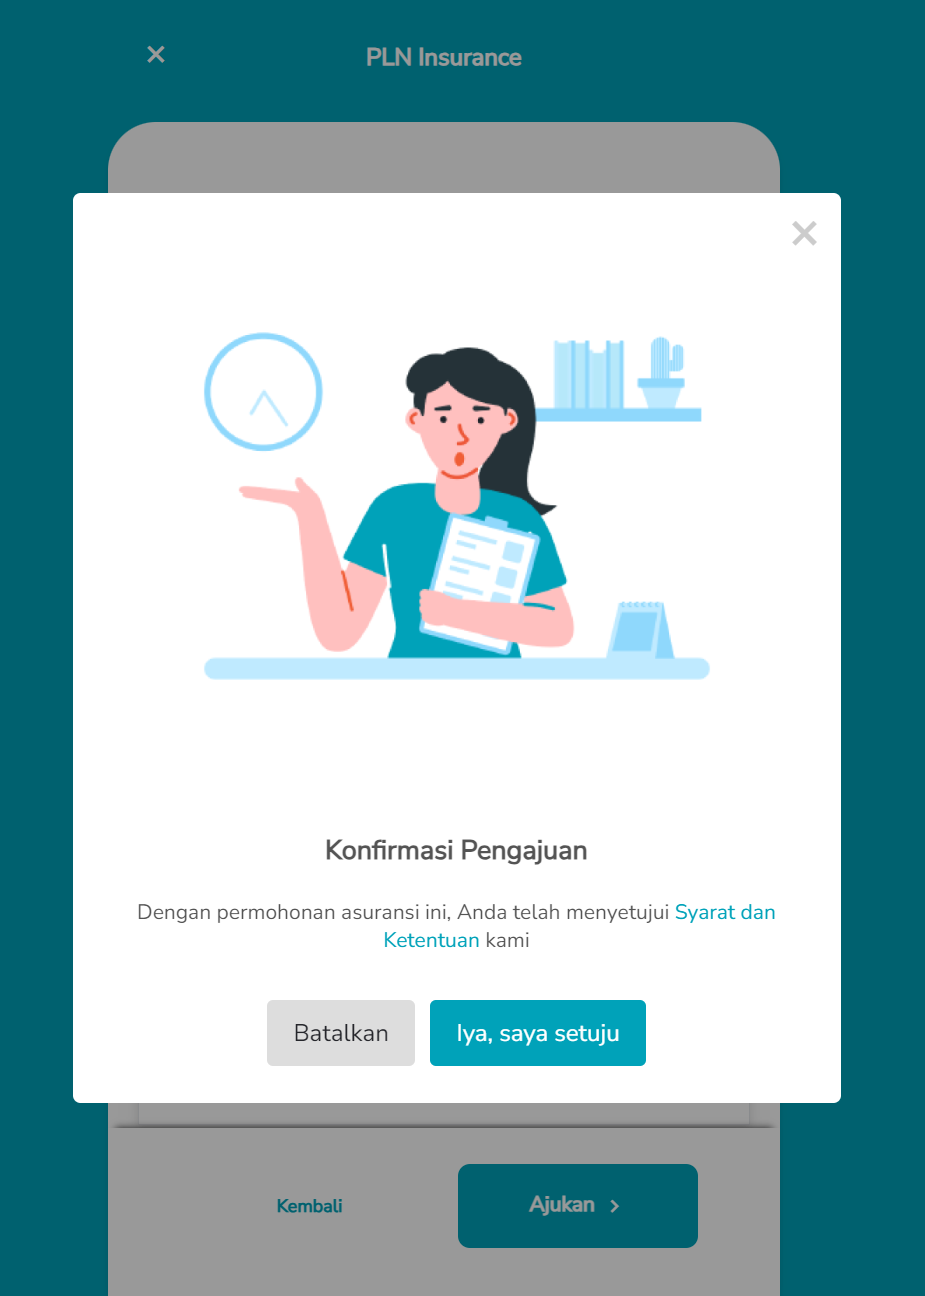 PLN Insurance
Konfirmasi Pengajuan
Dengan permohonan asuransi ini, Anda telah menyetujui Syarat dan
Ketentuan kami
Batalkan
Iya, saya setuju
Kembali
Ajukan